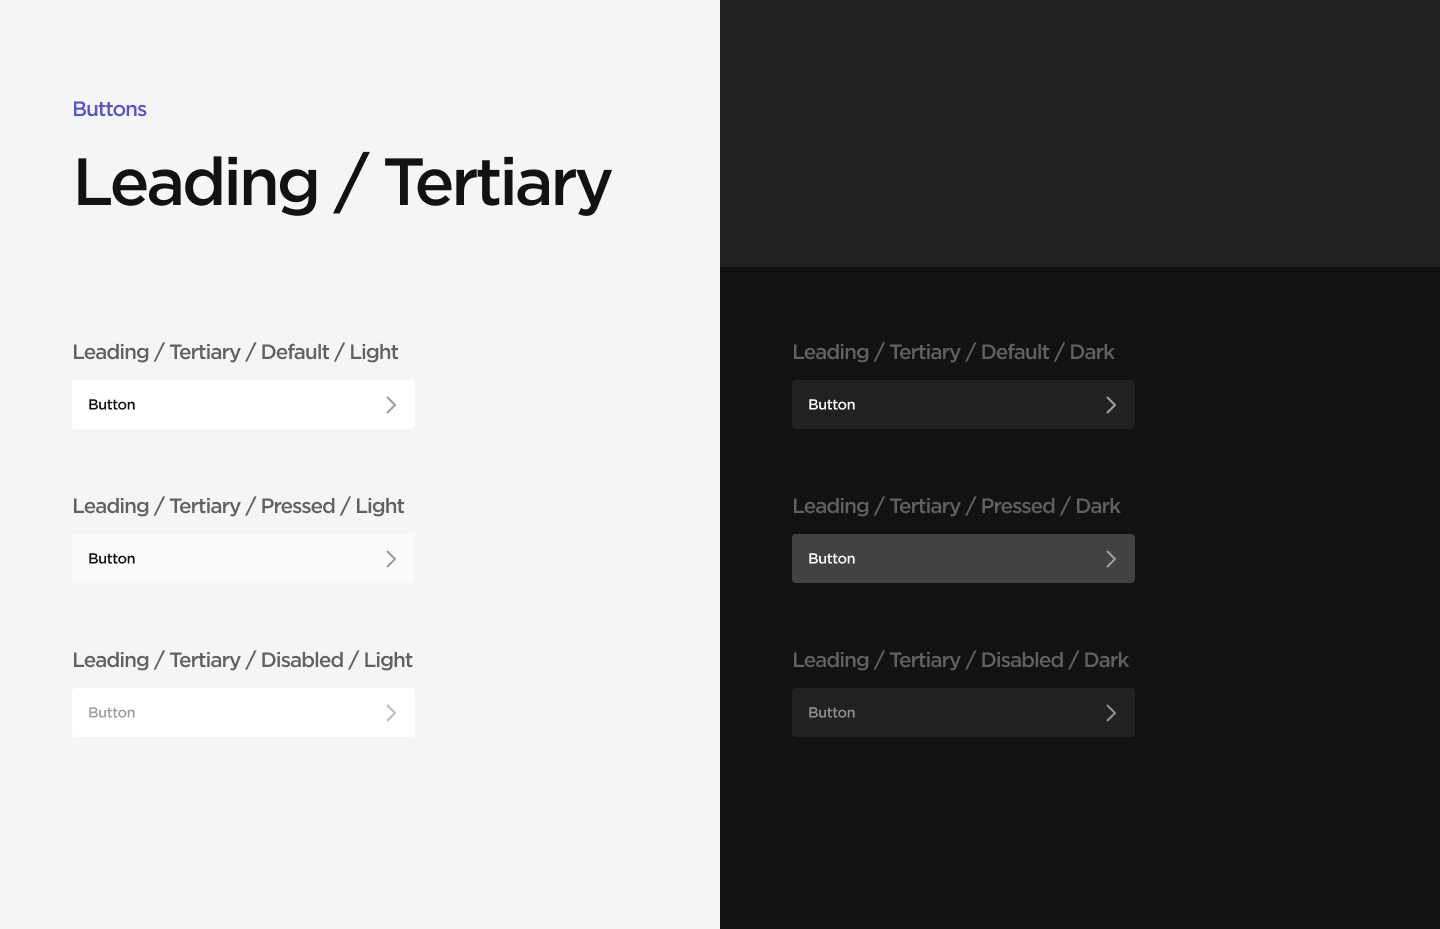 Buttons
Leading / Tertiary
Leading / Tertiary / Default / Light
Button
Leading / Tertiary / Pressed / Light
Button
Leading / Tertiary / Disabled / Light
Button
Leading / Tertiary / Default / Dark
Button
Leading / Tertiary / Pressed / Dark
Button
Leading / Tertiary / Disabled / Dark
Button